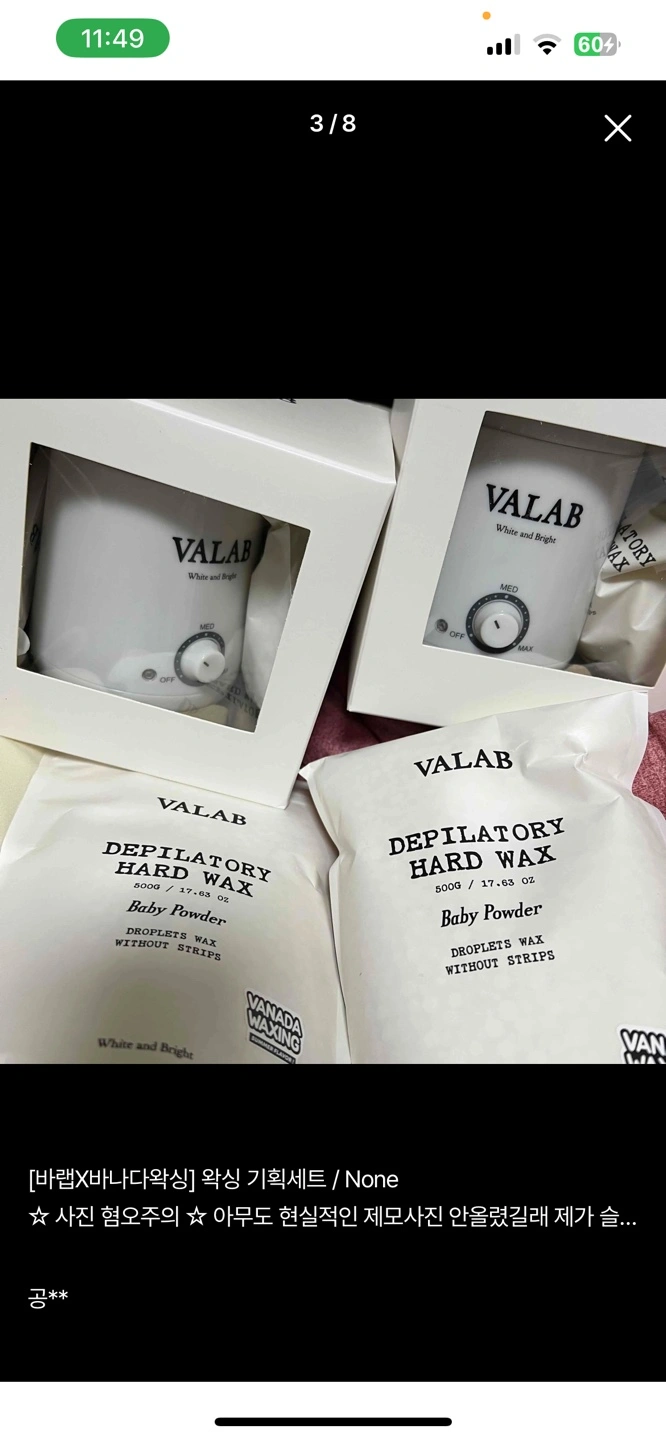 11:49
60
3 / 8
VALAB
White and Bright
MED
OFF
VALAB
White and Bright
MED
OFF
MAX
ATORY
WAX
VALAB
DEPILATORY
HARD WAX
500G / 17.63 OZ
Baby Powder
DROPLETS WAX
WITHOUT STRIPS
VANADA
WAXING
White and Bright
VALAB
DEPILATORY
HARD WAX
500G / 17.63 OZ
Baby Powder
DROPLETS WAX
WITHOUT STRIPS
VAN
[바랩X바나다왁싱] 왁싱 기획세트 / None
☆ 사진 혐오주의 ☆ 아무도 현실적인 제모사진 안올렸길래 제가 슬...
공**